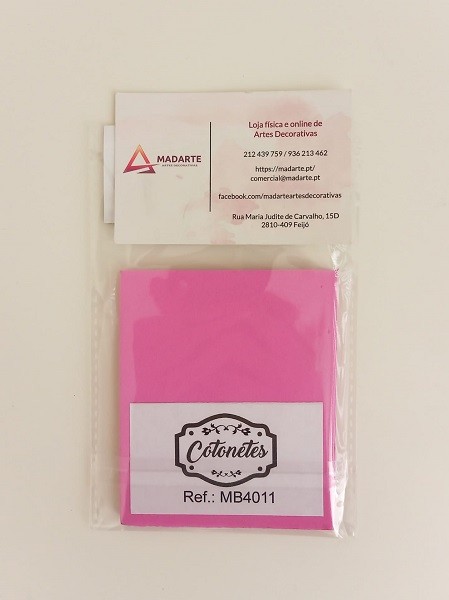 MADARTE
ARTES DECORATIVAS
Loja física e online de
Artes Decorativas
212 439 759 / 936 213 462
https://madarte.pt/
comercial@madarte.pt
facebook.com/madarteartesdecorativas
Rua Maria Judite de Carvalho, 15D
2810-409 Feijó
Cotonetes
Ref.: MB4011